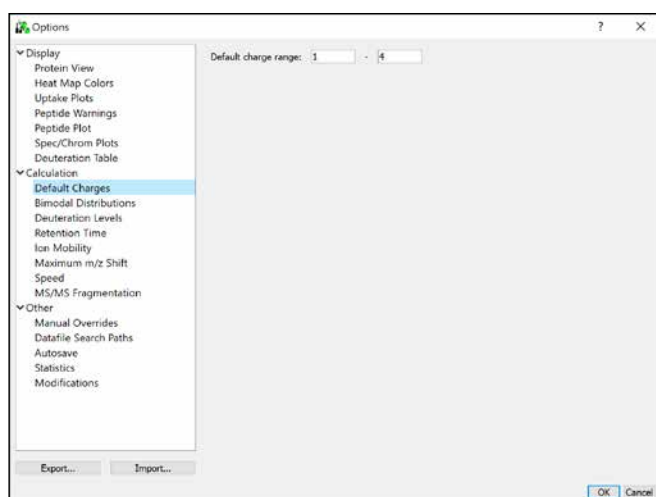 Options
? X
Display
Default charge range: 1 - 4
Protein View
Heat Map Colors
Uptake Plots
Peptide Warnings
Peptide Plot
Spec/Chrom Plots
Deuteration Table
Calculation
Default Charges
Bimodal Distributions
Deuteration Levels
Retention Time
Ion Mobility
Maximum m/z Shift
Speed
MS/MS Fragmentation
Other
Manual Overrides
Datafile Search Paths
Autosave
Statistics
Modifications
Export... Import...
OK Cancel